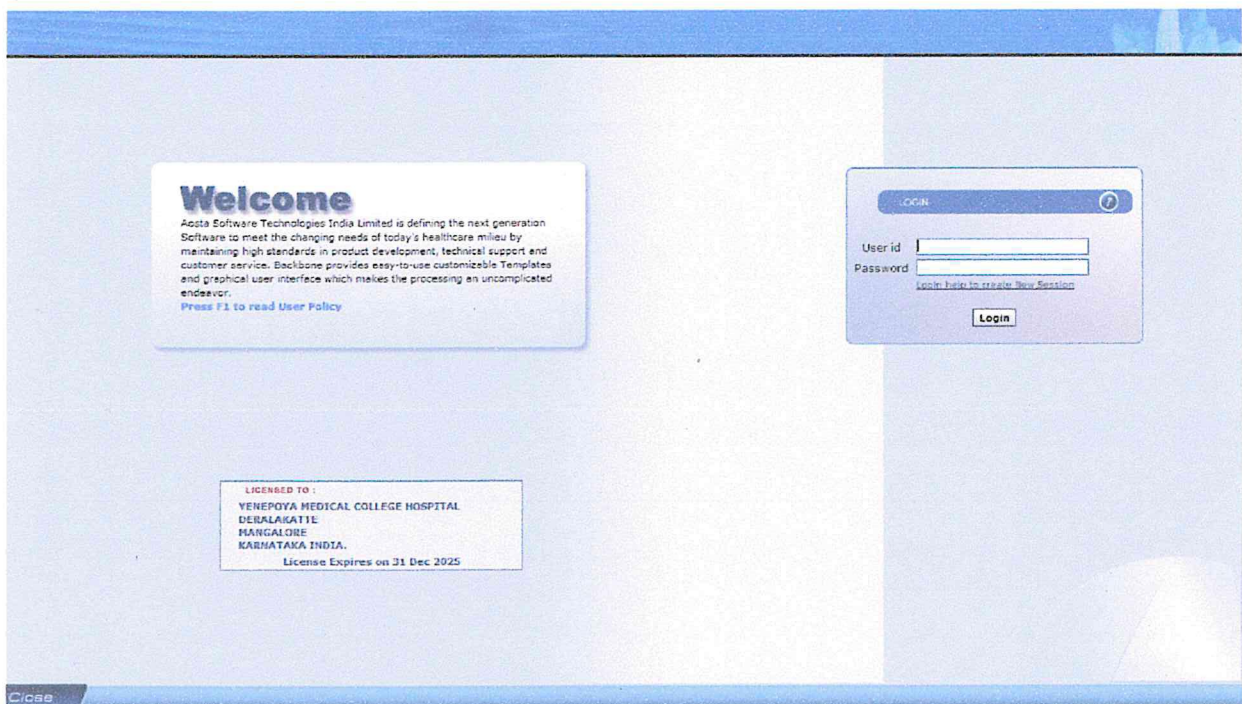 Welcome
Aosta Software Technologies India Limited is defining the next generation
Software to meet the changing needs of today's healthcare milieu by
maintaining high standards in product development, technical support and
customer service. Backbone provides easy-to-use customizable Templates
and graphical user interface which makes the processing an uncomplicated
endeavor.
Press F1 to read User Policy
LOGIN ?
User id
Password
Login help to create New Session
Login
LICENSED TO :
YENEPOYA MEDICAL COLLEGE HOSPITAL
DERALAKATTE
MANGALORE
KARNATAKA INDIA.
License Expires on 31 Dec 2025
Close